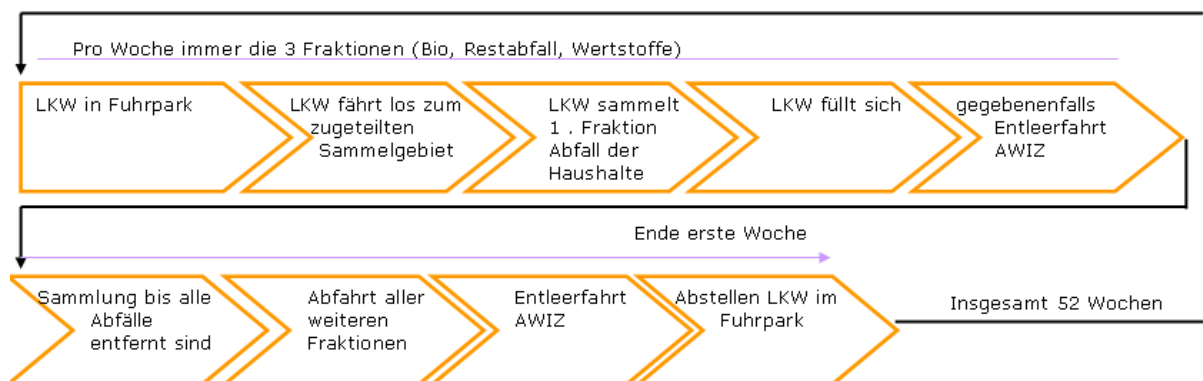 Pro Woche immer die 3 Fraktionen (Bio, Restabfall, Wertstoffe)
LKW in Fuhrpark
LKW fährt los zum
zugeteilten
Sammelgebiet
LKW sammelt
1 . Fraktion
Abfall der
Haushalte
LKW füllt sich
gegebenenfalls
Entleerfahrt
AWIZ
Ende erste Woche
Sammlung bis alle
Abfälle
entfernt sind
Abfahrt aller
weiteren
Fraktionen
Entleerfahrt
AWIZ
Abstellen LKW im
Fuhrpark
Insgesamt 52 Wochen